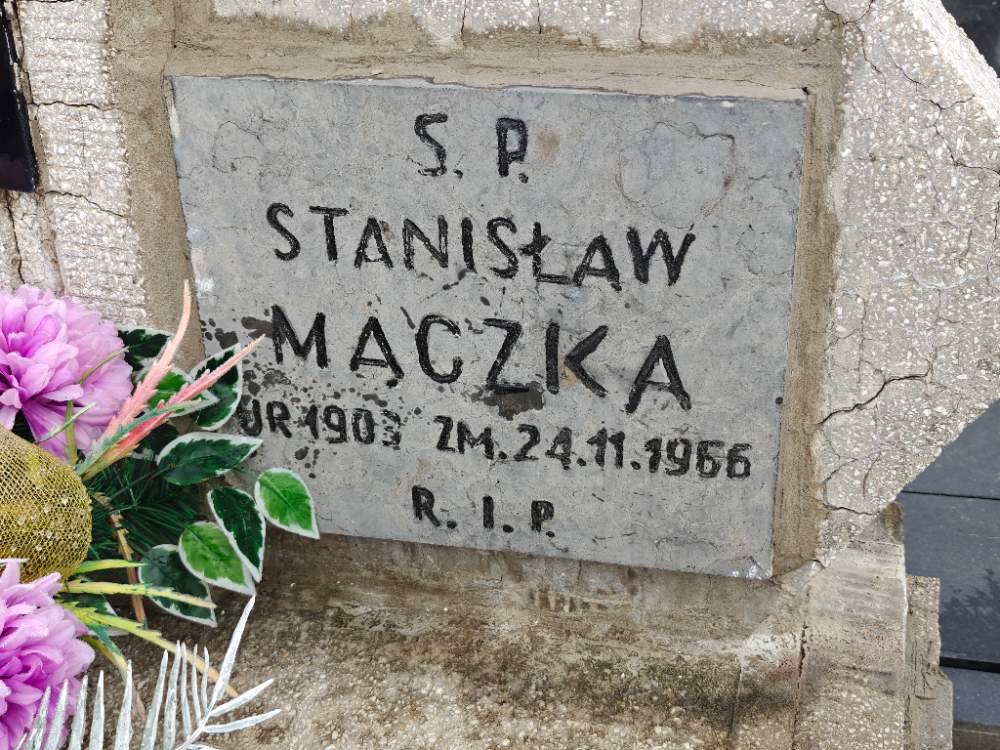 S. P.
STANISŁAW
MACZKA
UR 1903 ZM. 24.11.1966
R. I. P.